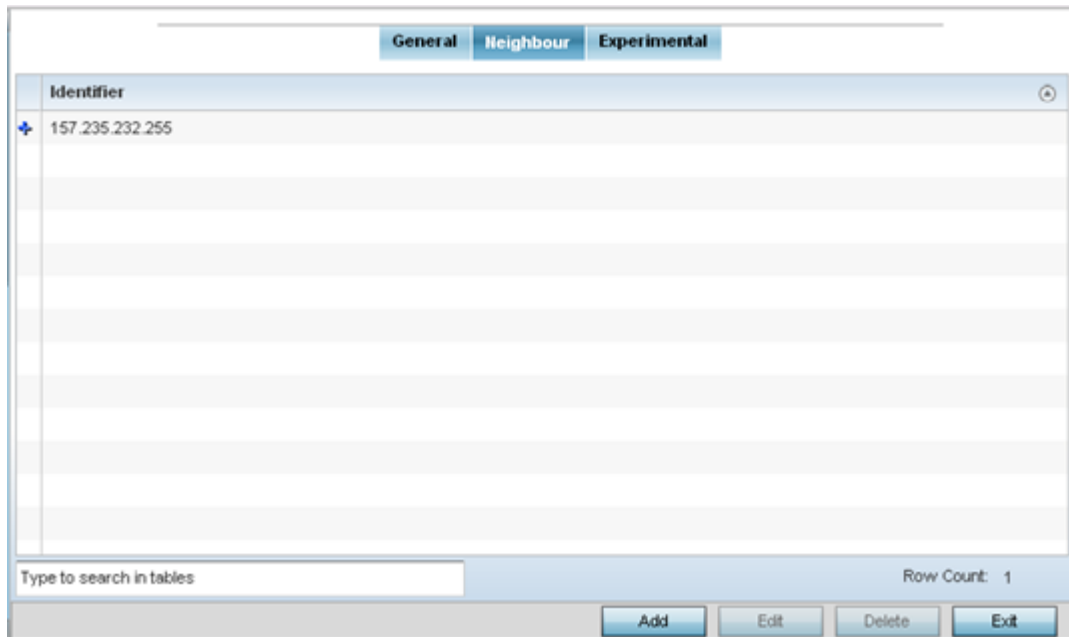 General Neighbour Experimental
Identifier
157.235.232.255
Type to search in tables Row Count: 1
Add Edit Delete Exit